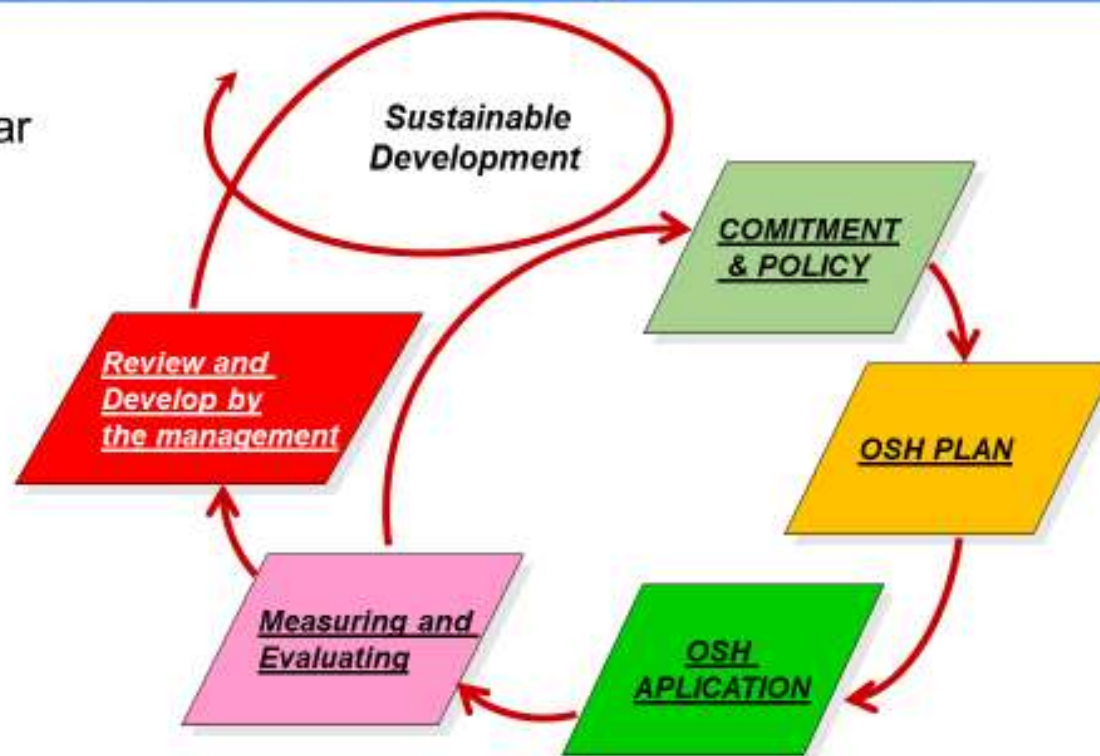 ar
Sustainable
Development
COMITMENT
& POLICY
OSH PLAN
OSH
APLICATION
Measuring and
Evaluating
Review and
Develop by
the management